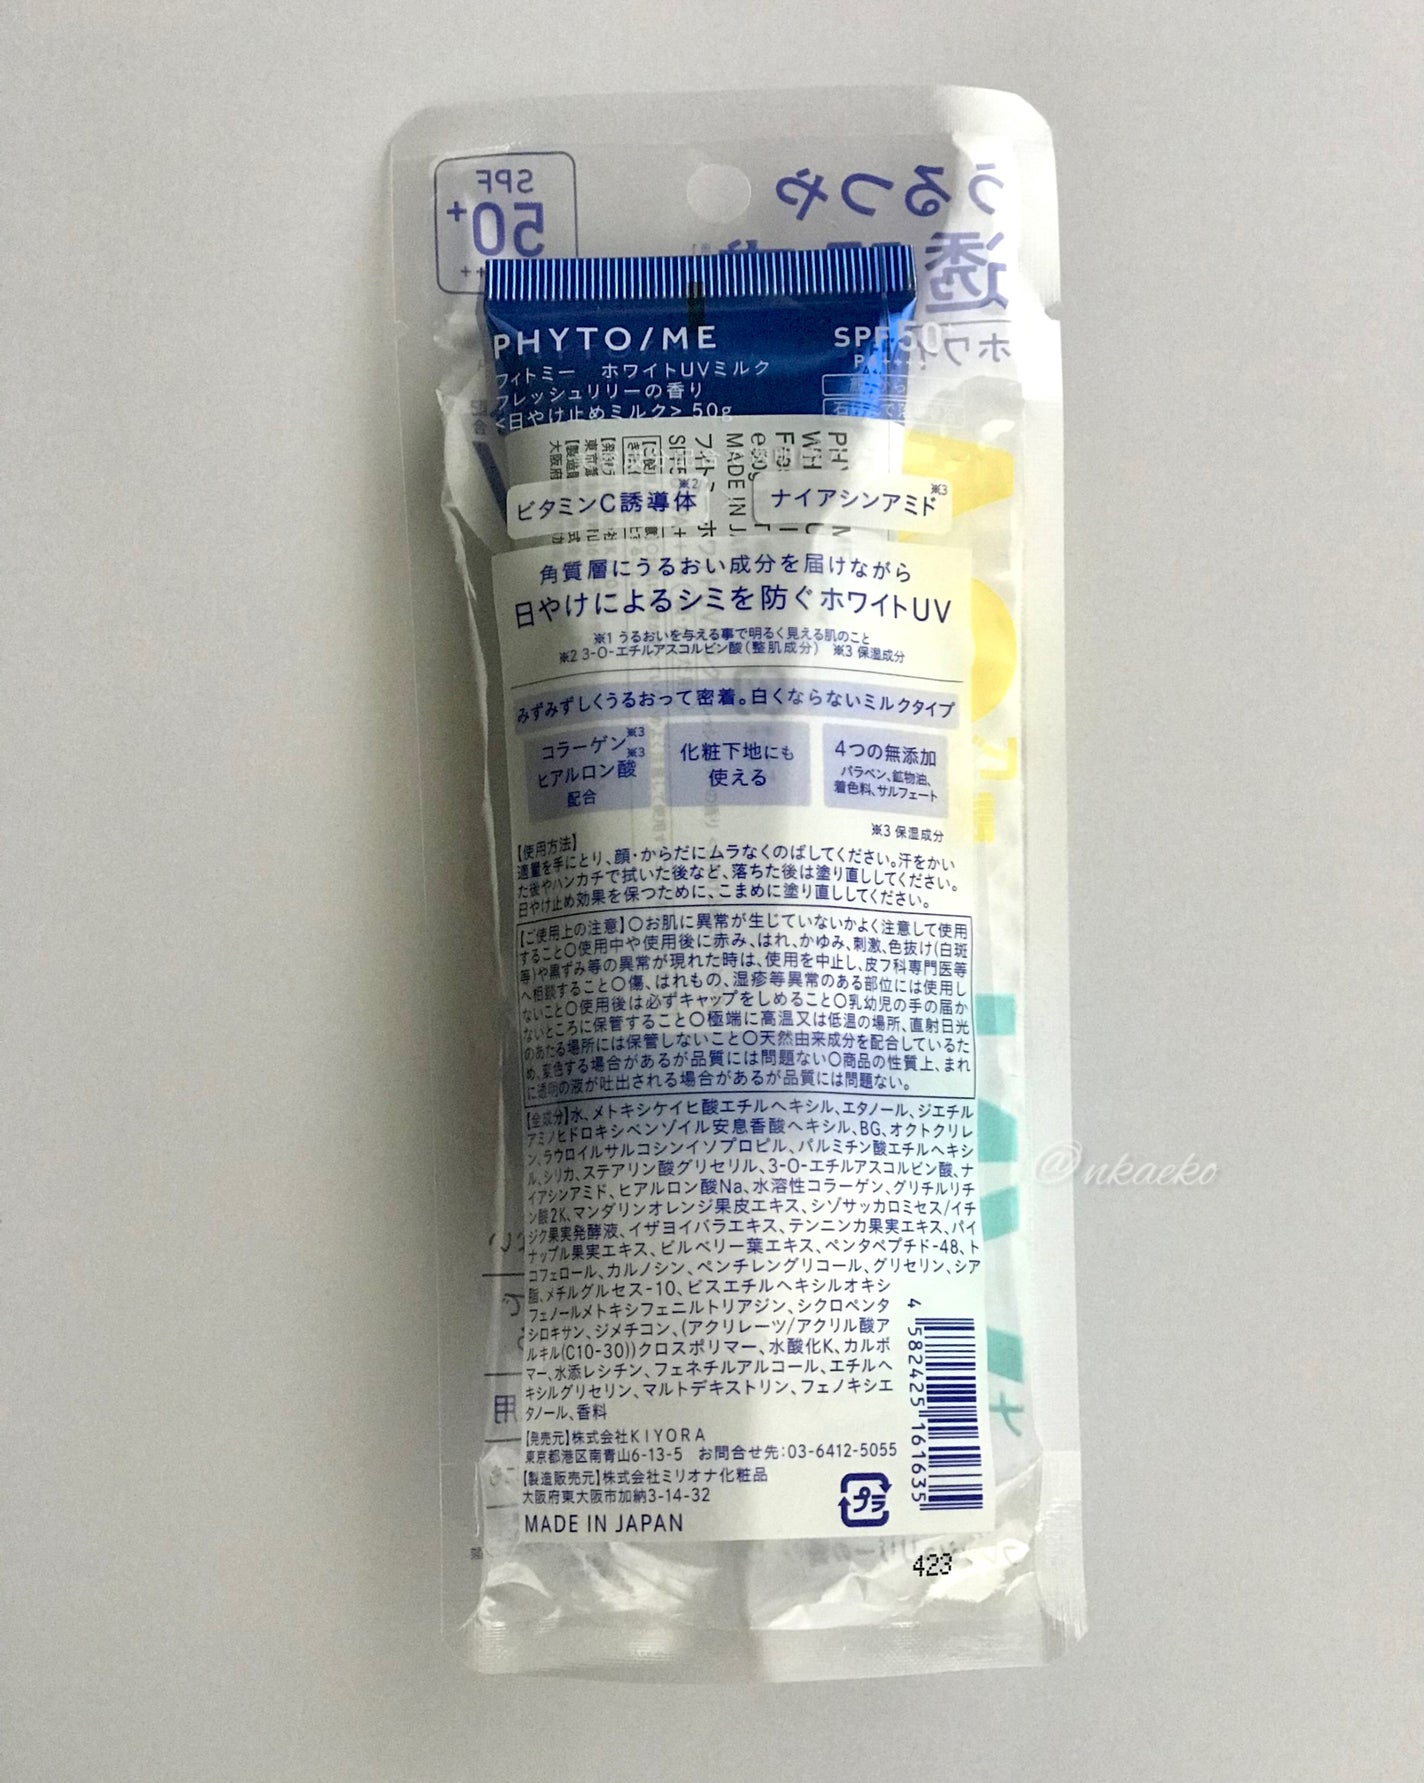 うるつや
透
SPF
50+
PHYTO/ME
SPF50+
フィトミー ホワイトUVミルク
フレッシュリリーの香り
<日やけ止めミルク> 50g
ビタミンC誘導体※2
ナイアシンアミド※3
角質層にうるおい成分を届けながら
日やけによるシミを防ぐホワイトUV
※1 うるおいを与える事で明るく見える肌のこと
※2 3-O-エチルアスコルビン酸(整肌成分) ※3 保湿成分
みずみずしくうるおって密着。白くならないミルクタイプ
コラーゲン※3
ヒアルロン酸※3
配合
化粧下地にも
使える
4つの無添加
パラベン、鉱物油、
着色料、サルフェート
※3 保湿成分
【使用方法】
適量を手にとり、顔・からだにムラなくのばしてください。汗をかい
た後やハンカチで拭いた後など、落ちた後は塗り直ししてください。
日やけ止め効果を保つために、こまめに塗り直ししてください。
【ご使用上の注意】〇お肌に異常が生じていないかよく注意して使用
すること〇使用中や使用後に赤み、はれ、かゆみ、刺激、色抜け(白斑
等)や黒ずみ等の異常が現れた時は、使用を中止し、皮フ科専門医等
へ相談すること〇傷、はれもの、湿疹等異常のある部位には使用し
ないこと〇使用後は必ずキャップをしめること〇乳幼児の手の届か
ないところに保管すること〇極端に高温又は低温の場所、直射日光
のあたる場所には保管しないこと〇天然由来成分を配合しているた
め、変色する場合があるが品質には問題ない〇商品の性質上、まれ
に透明の液が吐出される場合があるが品質には問題ない。
【全成分】水、メトキシケイヒ酸エチルヘキシル、エタノール、ジエチル
アミノヒドロキシベンゾイル安息香酸ヘキシル、BG、オクトクリレ
ン、ラウロイルサルコシンイソプロピル、パルミチン酸エチルヘキシ
ル、シリカ、ステアリン酸グリセリル、3-O-エチルアスコルビン酸、ナ
イアシンアミド、ヒアルロン酸Na、水溶性コラーゲン、グリチルリチ
ン酸2K、マンダリンオレンジ果皮エキス、シゾサッカロミセス/イチ
ジク果実発酵液、イザヨイバラエキス、テンニンカ果実エキス、パイ
ナップル果実エキス、ビルベリー葉エキス、ペンタペプチド-48、ト
コフェロール、カルノシン、ペンチレングリコール、グリセリン、シア
脂、メチルグルセス-10、ビスエチルヘキシルオキシ
フェノールメトキシフェニルトリアジン、シクロペンタ
シロキサン、ジメチコン、(アクリレーツ/アクリル酸ア
ルキル(C10-30))クロスポリマー、水酸化K、カルボ
マー、水添レシチン、フェネチルアルコール、エチルヘ
キシルグリセリン、マルトデキストリン、フェノキシエ
タノール、香料
【発売元】株式会社KIYORA
東京都港区南青山6-13-5 お問合せ先:03-6412-5055
【製造販売元】株式会社ミリオナ化粧品
大阪府東大阪市加納3-14-32
MADE IN JAPAN
プラ
4 582425 161635
423
@nkaeko